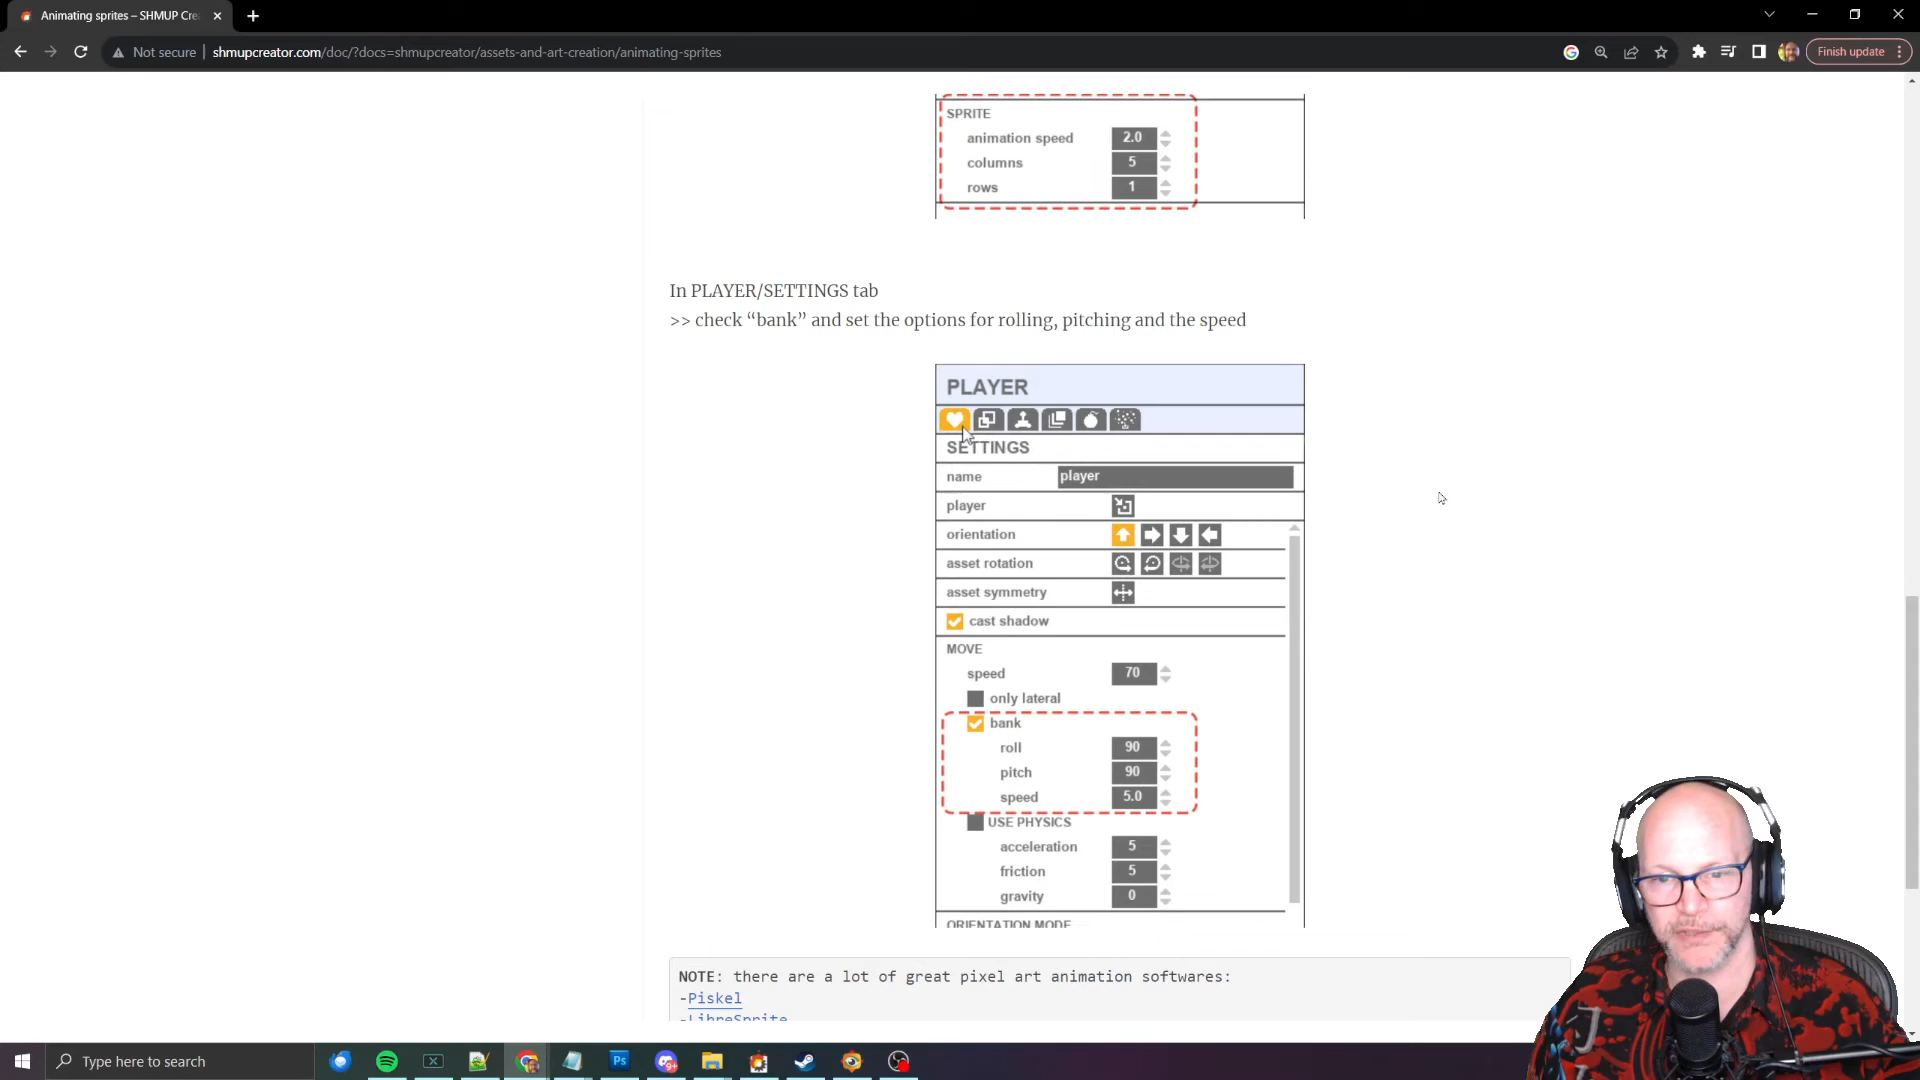 Animating sprites – SHMUP Cre
Not secure
shmupcreator.com/doc/?docs=shmupcreator/assets-and-art-creation/animating-sprites
Finish update
SPRITE
animation speed 2.0
columns 5
rows 1
In PLAYER/SETTINGS tab
>> check “bank” and set the options for rolling, pitching and the speed
PLAYER
SETTINGS
name player
player
orientation
asset rotation
asset symmetry
cast shadow
MOVE
speed 70
only lateral
bank
roll 90
pitch 90
speed 5.0
USE PHYSICS
acceleration 5
friction 5
gravity 0
ORIENTATION MODE
NOTE: there are a lot of great pixel art animation softwares:
-Piskel
-LibreSprite
Type here to search
Ps